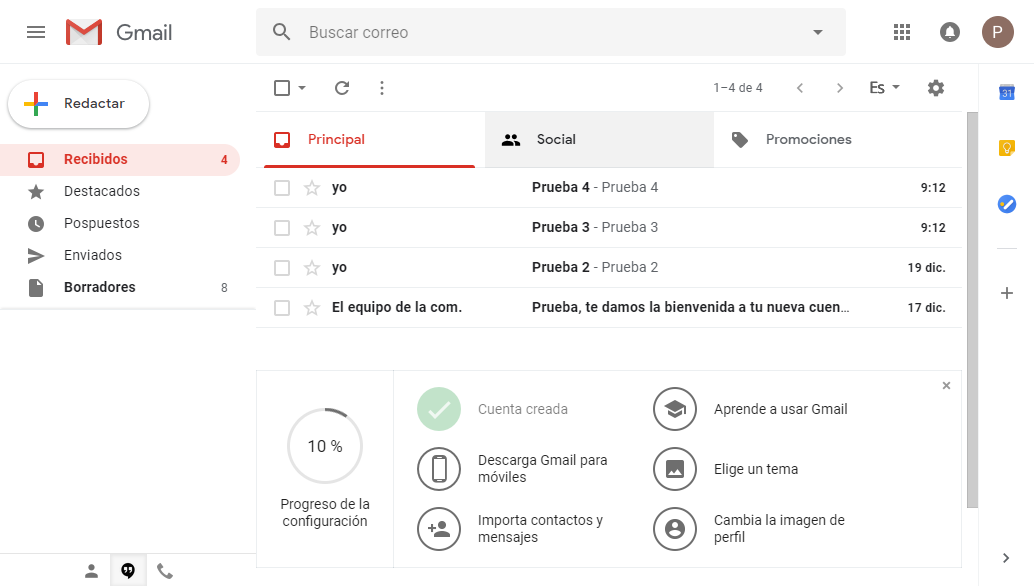 Gmail
Buscar correo
P
Redactar
1–4 de 4
Es
31
Principal
Social
Promociones
Recibidos 4
Destacados
Pospuestos
Enviados
Borradores 8
yo Prueba 4 - Prueba 4 9:12
yo Prueba 3 - Prueba 3 9:12
yo Prueba 2 - Prueba 2 19 dic.
El equipo de la com. Prueba, te damos la bienvenida a tu nueva cuen… 17 dic.
10 %
Progreso de la
configuración
Cuenta creada
Aprende a usar Gmail
Descarga Gmail para
móviles
Elige un tema
Importa contactos y
mensajes
Cambia la imagen de
perfil